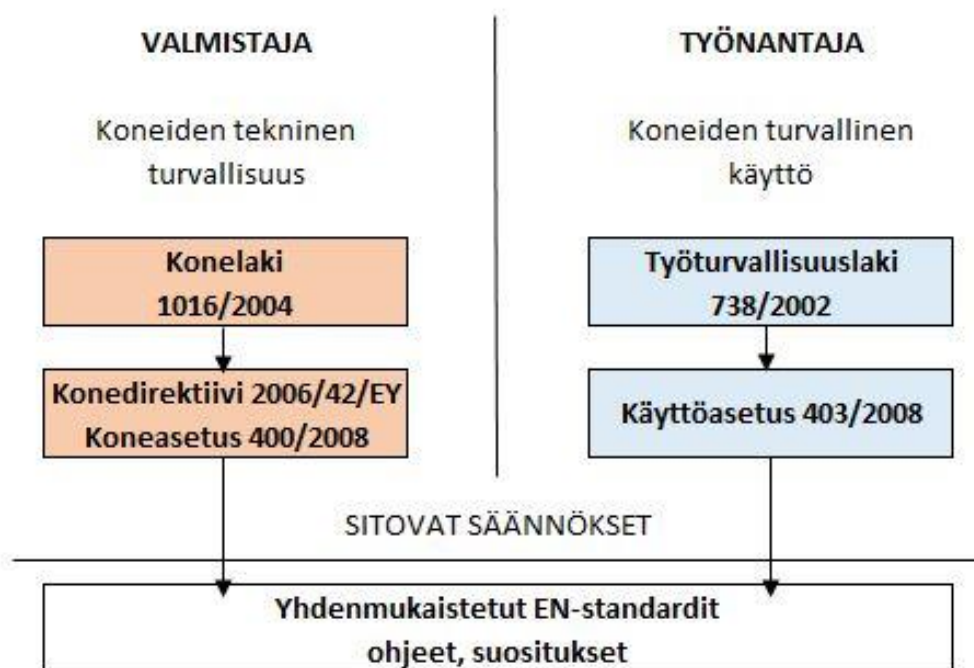 VALMISTAJA
Koneiden tekninen
turvallisuus
Konelaki
1016/2004
Konedirektiivi 2006/42/EY
Koneasetus 400/2008
TYÖNANTAJA
Koneiden turvallinen
käyttö
Työturvallisuuslaki
738/2002
Käyttöasetus 403/2008
SITOVAT SÄÄNNÖKSET
Yhdenmukaistetut EN-standardit
ohjeet, suositukset